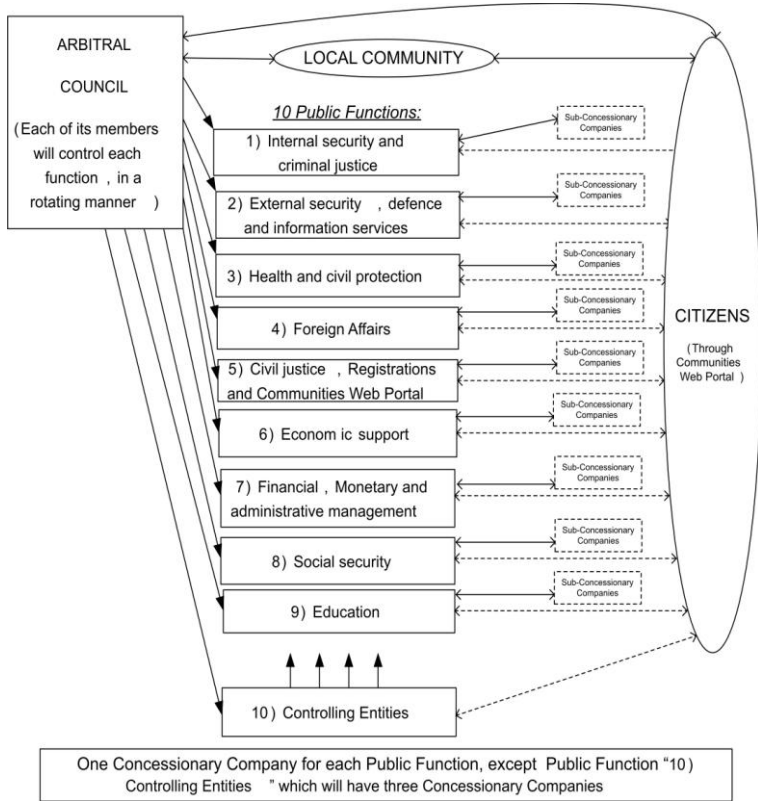 ARBITRAL
COUNCIL
(Each of its members
will control each
function , in a
rotating manner )
LOCAL COMMUNITY
10 Public Functions:
1) Internal security and
criminal justice
Sub-Concessionary
Companies
2) External security , defence
and information services
Sub-Concessionary
Companies
3) Health and civil protection
Sub-Concessionary
Companies
4) Foreign Affairs
Sub-Concessionary
Companies
5) Civil justice , Registrations
and Communities Web Portal
Sub-Concessionary
Companies
6) Econom ic support
Sub-Concessionary
Companies
7) Financial , Monetary and
administrative management
Sub-Concessionary
Companies
8) Social security
Sub-Concessionary
Companies
9) Education
Sub-Concessionary
Companies
10) Controlling Entities
CITIZENS
(Through
Communities
Web Portal )
One Concessionary Company for each Public Function, except Public Function “10)
Controlling Entities ” which will have three Concessionary Companies